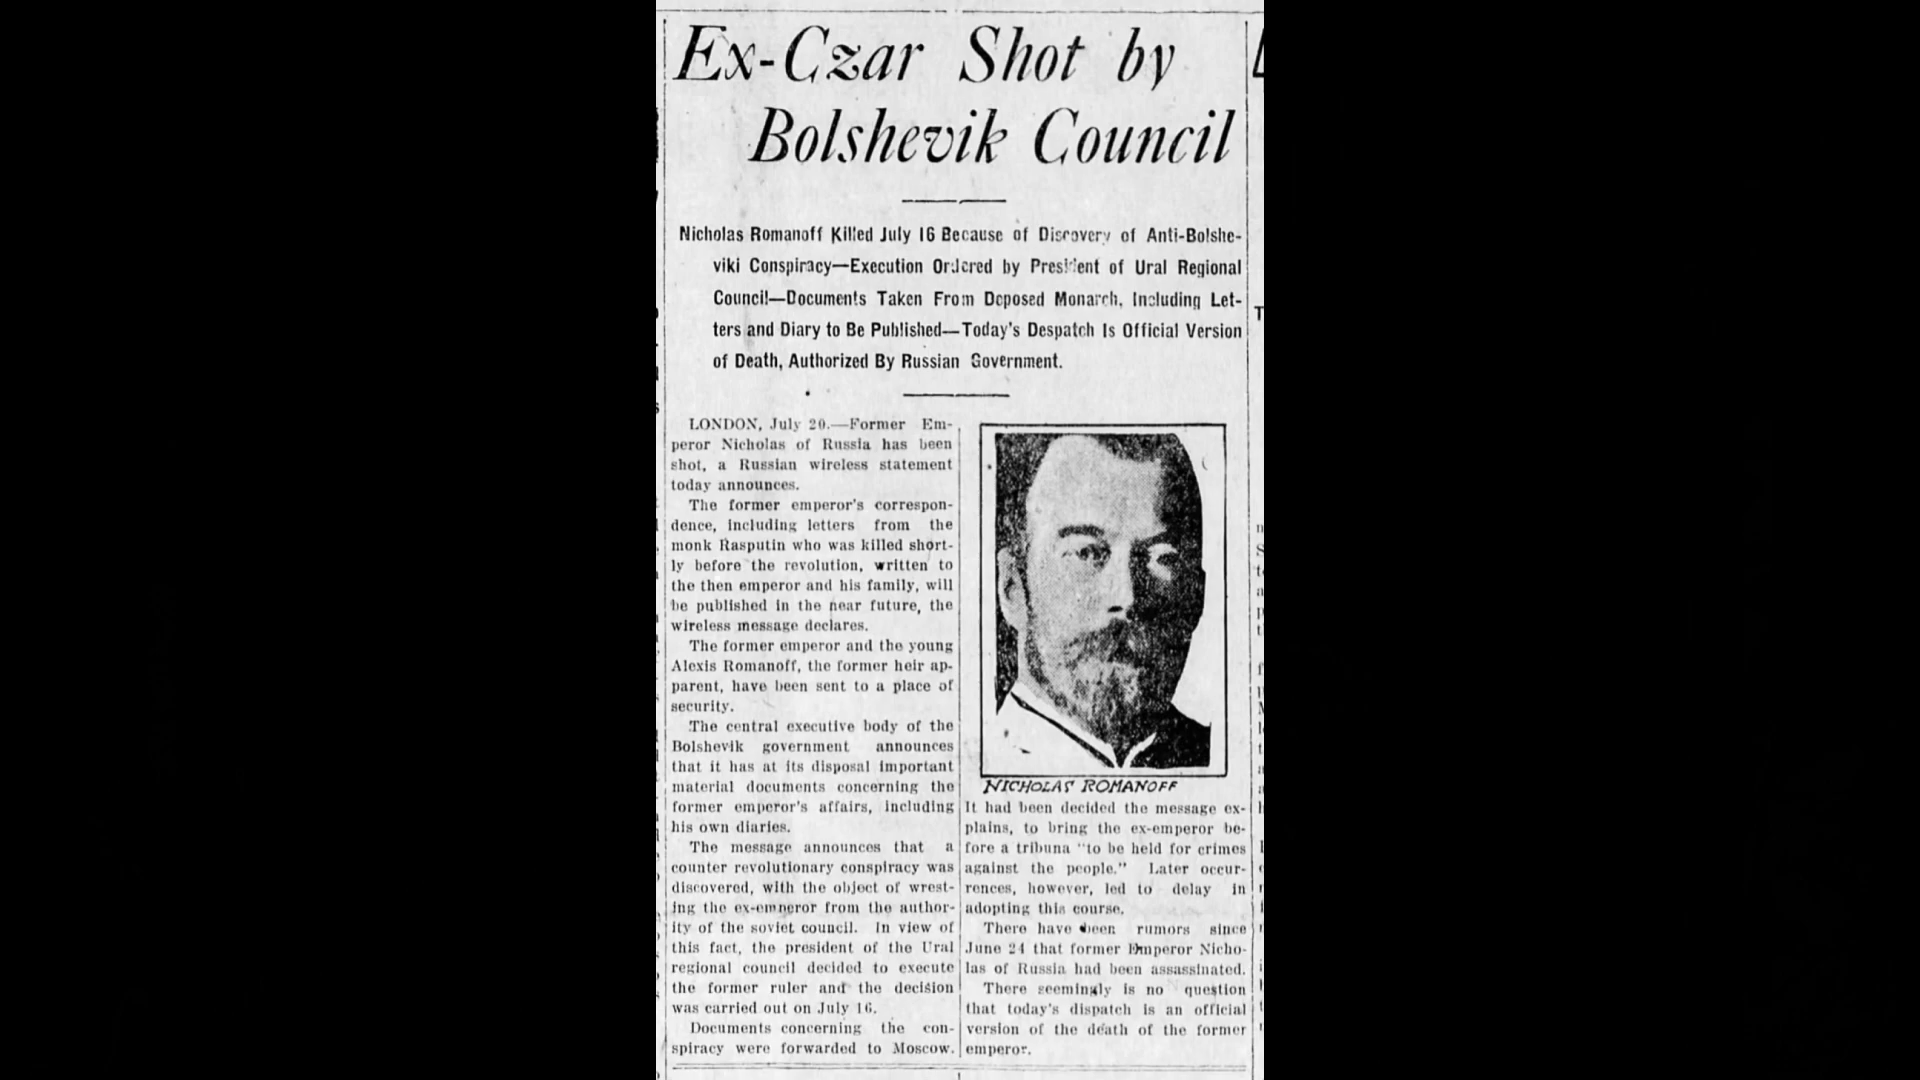 Ex-Czar Shot by
Bolshevik Council
Nicholas Romanoff Killed July 16 Because of Discovery of Anti-Bolshe-
viki Conspiracy—Execution Ordered by President of Ural Regional
Council—Documents Taken From Deposed Monarch, Including Let-
ters and Diary to Be Published—Today's Despatch Is Official Version
of Death, Authorized By Russian Government.
LONDON, July 20.—Former Em-
peror Nicholas of Russia has been
shot, a Russian wireless statement
today announces.
The former emperor's correspon-
dence, including letters from the
monk Rasputin who was killed short-
ly before the revolution, written to
the then emperor and his family, will
be published in the near future, the
wireless message declares.
The former emperor and the young
Alexis Romanoff, the former heir ap-
parent, have been sent to a place of
security.
The central executive body of the
Bolshevik government announces
that it has at its disposal important
material documents concerning the
former emperor's affairs, including
his own diaries.
The message announces that a
counter revolutionary conspiracy was
discovered, with the object of wrest-
ing the ex-emperor from the author-
ity of the soviet council. In view of
this fact, the president of the Ural
regional council decided to execute
the former ruler and the decision
was carried out on July 16.
Documents concerning the con-
spiracy were forwarded to Moscow.
NICHOLAS ROMANOFF
It had been decided the message ex-
plains, to bring the ex-emperor be-
fore a tribuna "to be held for crimes
against the people." Later occur-
rences, however, led to delay in
adopting this course.
There have been rumors since
June 24 that former Emperor Nicho-
las of Russia had been assassinated.
There seemingly is no question
that today's dispatch is an official
version of the death of the former
emperor.